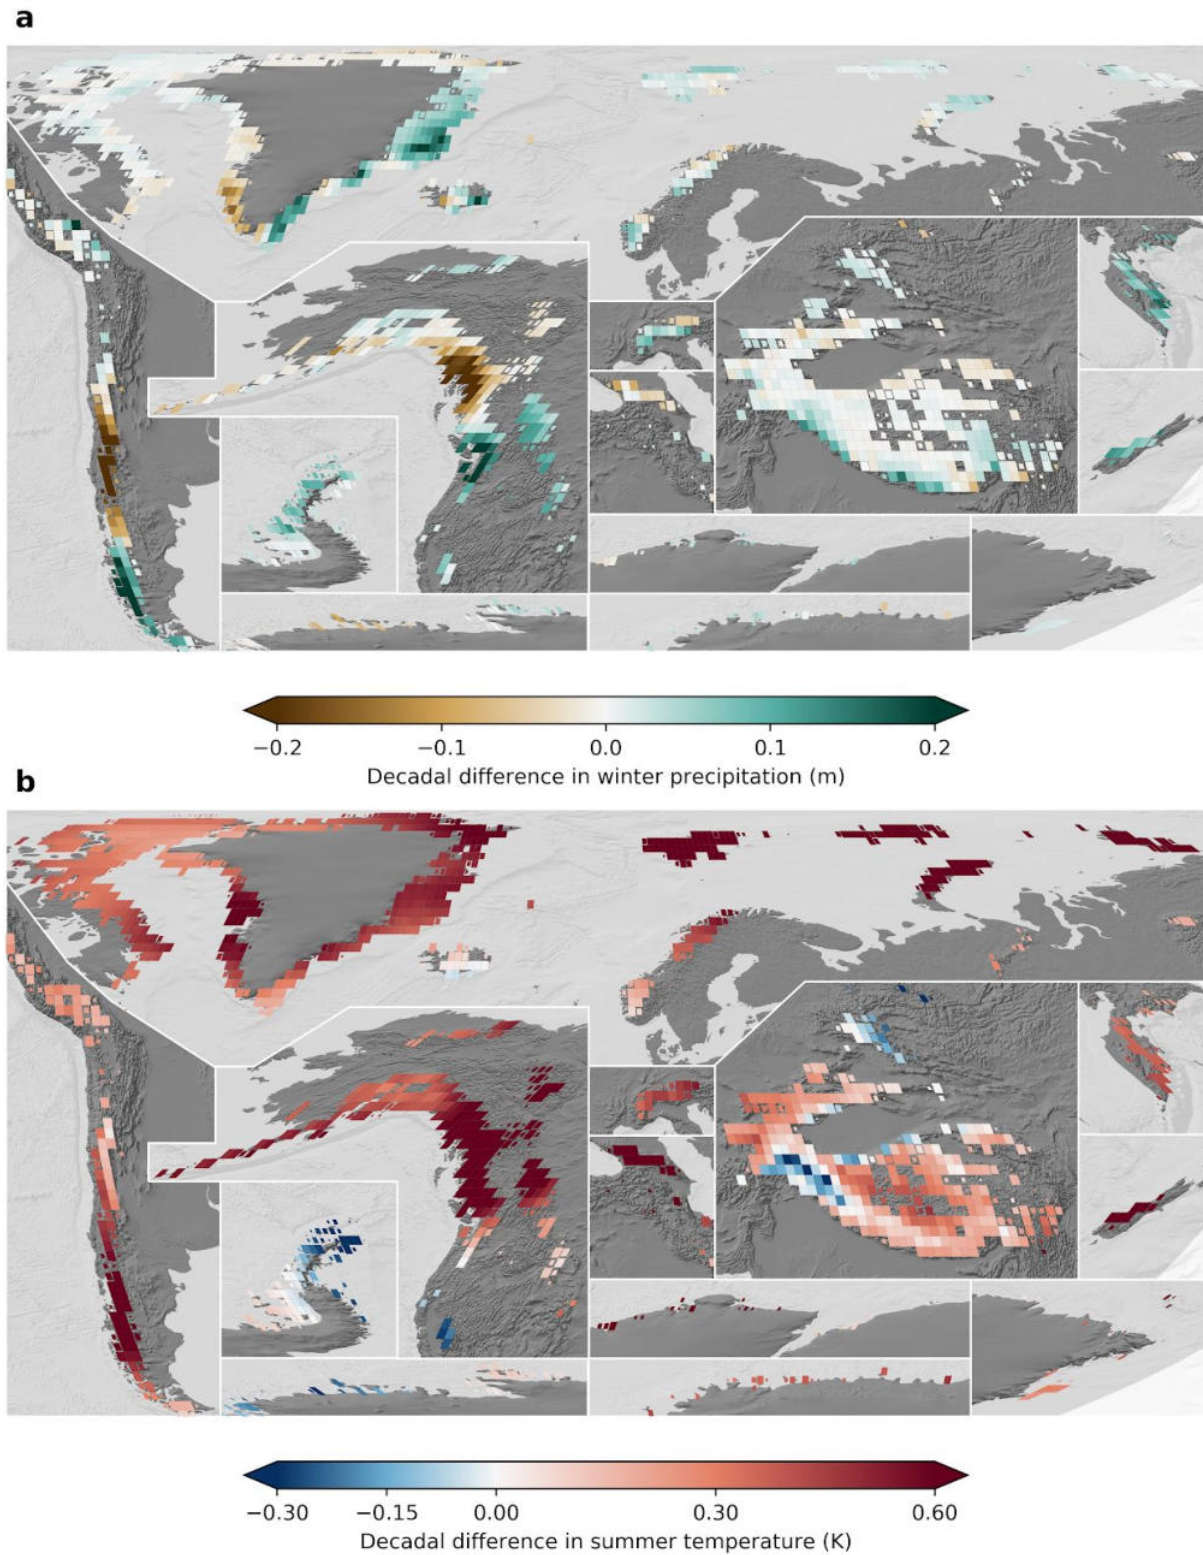 a
−0.2 −0.1 0.0 0.1 0.2
Decadal difference in winter precipitation (m)
b
−0.30 −0.15 0.00 0.30 0.60
Decadal difference in summer temperature (K)